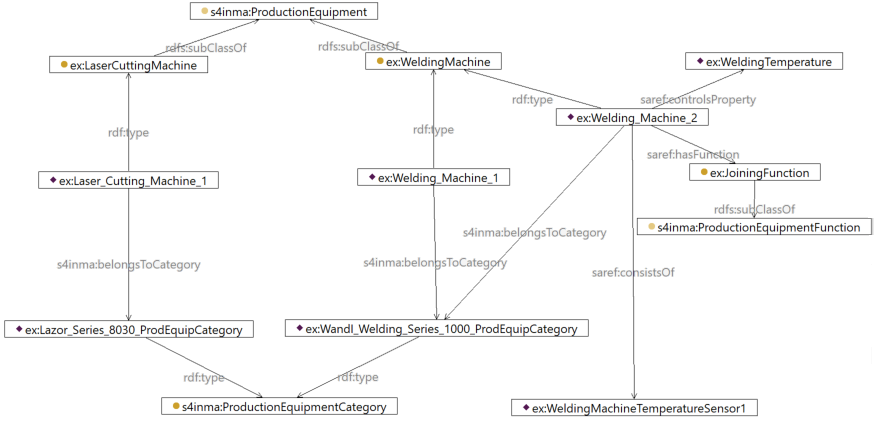 s4inma:ProductionEquipment
rdfs:subClassOf
rdfs:subClassOf
ex:LaserCuttingMachine
ex:WeldingMachine
ex:WeldingTemperature
rdf:type
saref:controlsProperty
ex:Welding_Machine_2
rdf:type
rdf:type
saref:hasFunction
ex:JoiningFunction
ex:Laser_Cutting_Machine_1
ex:Welding_Machine_1
rdfs:subClassOf
s4inma:ProductionEquipmentFunction
s4inma:belongsToCategory
s4inma:belongsToCategory
s4inma:belongsToCategory
saref:consistsOf
ex:Lazor_Series_8030_ProdEquipCategory
ex:Wandl_Welding_Series_1000_ProdEquipCategory
rdf:type
rdf:type
s4inma:ProductionEquipmentCategory
ex:WeldingMachineTemperatureSensor1